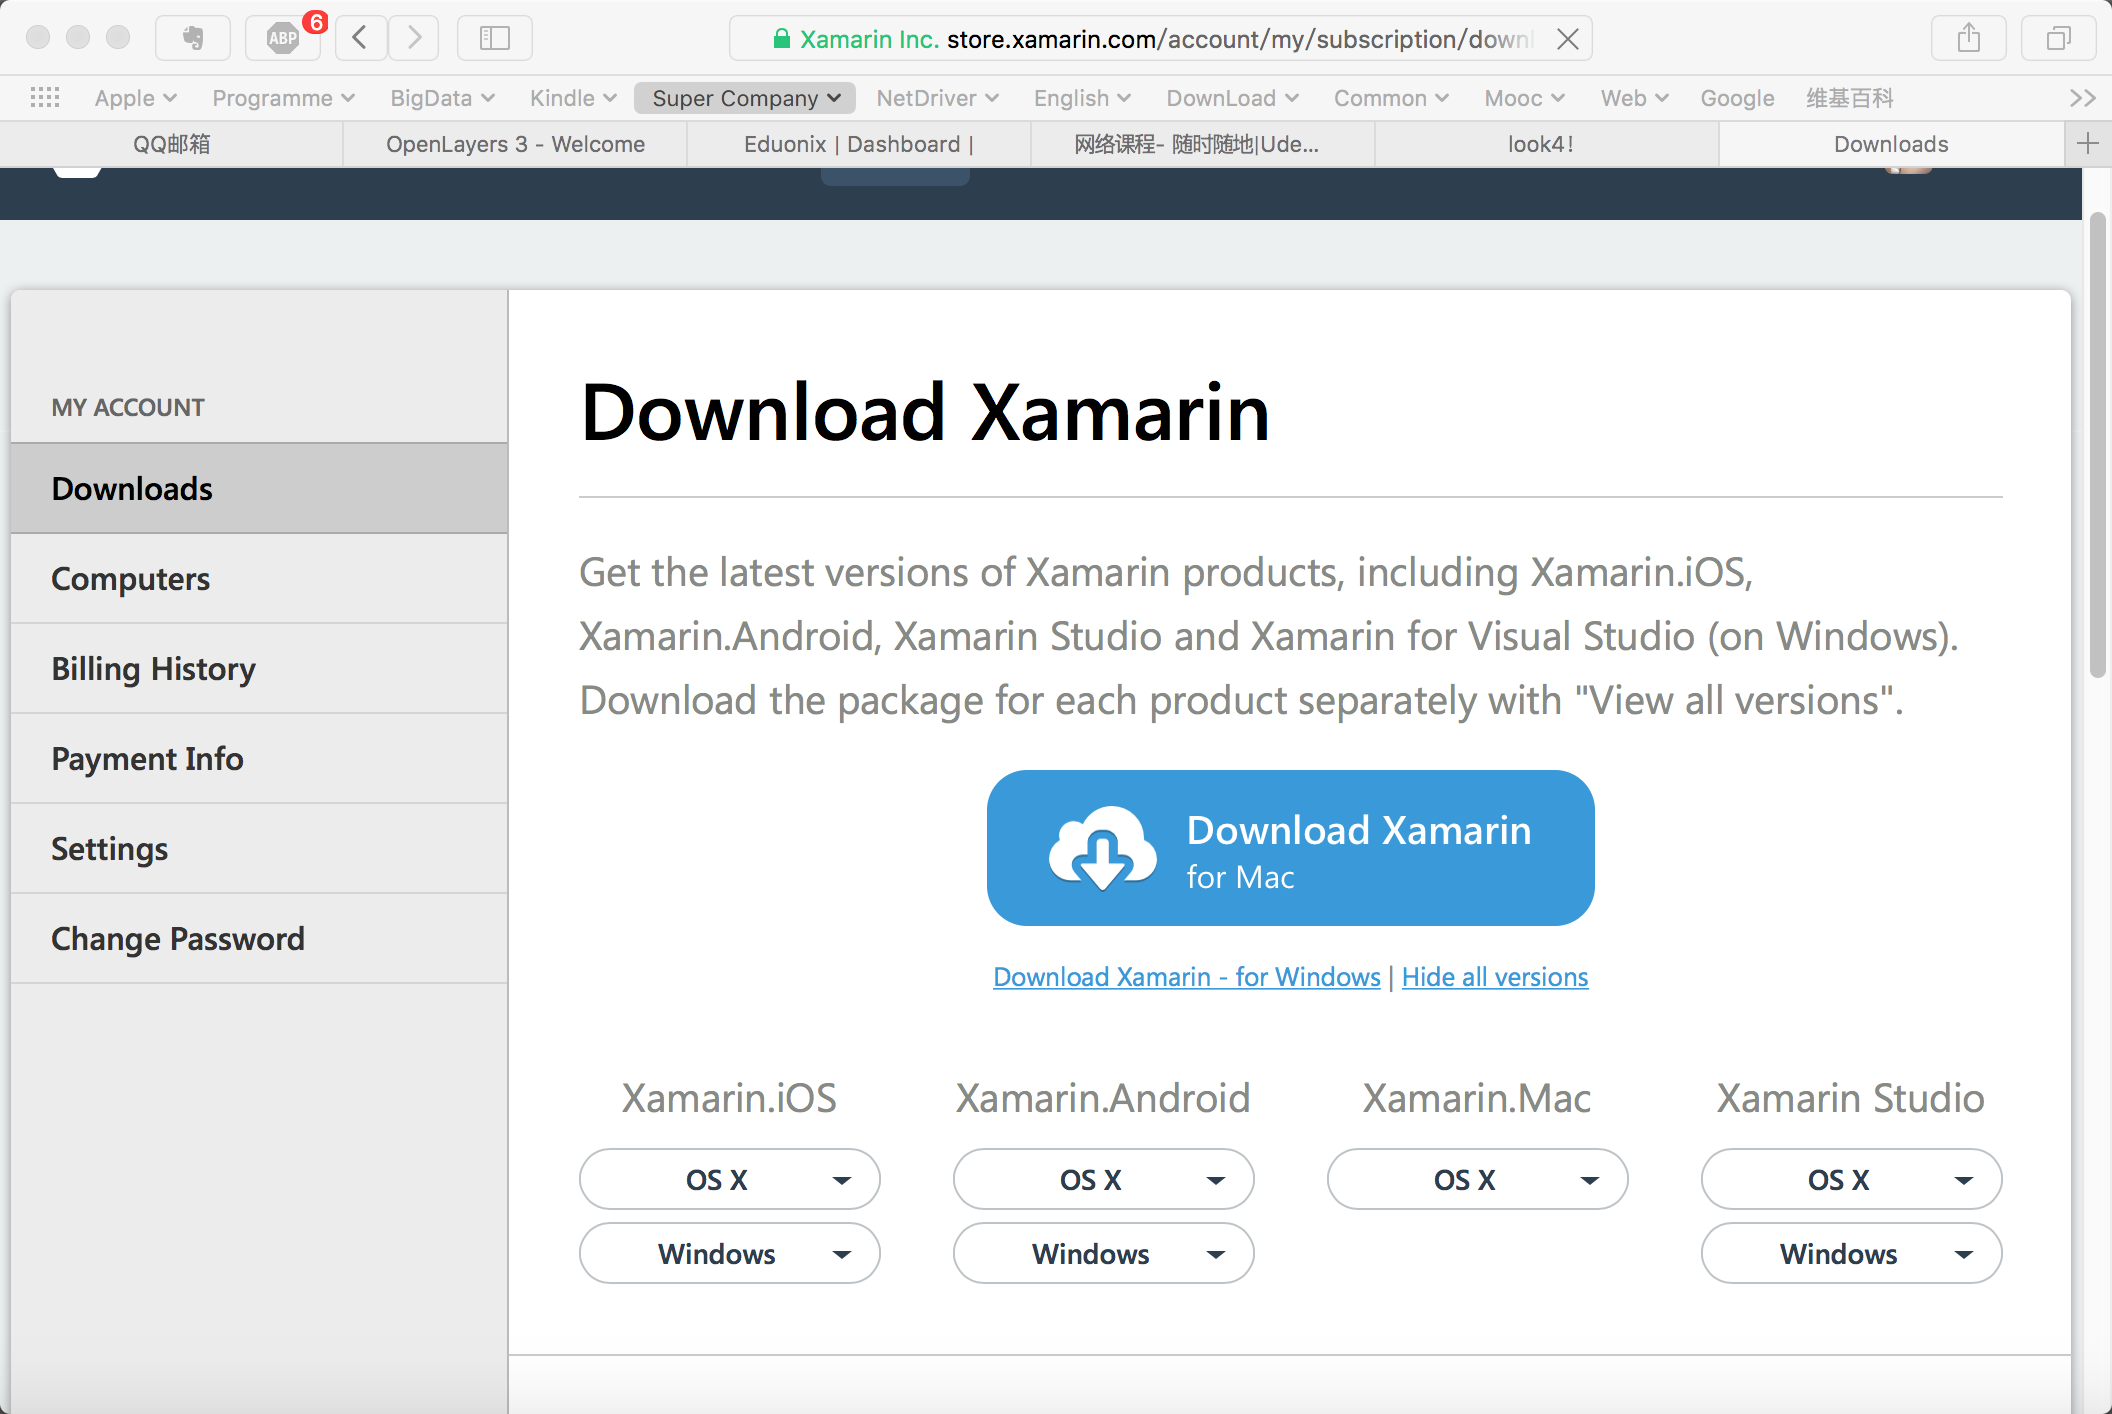 ABP
6
Xamarin Inc. store.xamarin.com/account/my/subscription/down
Apple Programme BigData Kindle Super Company NetDriver English DownLoad Common Mooc Web Google 维基百科
QQ邮箱 OpenLayers 3 - Welcome Eduonix | Dashboard | 网络课程- 随时随地|Ude... look4! Downloads
MY ACCOUNT
Downloads
Computers
Billing History
Payment Info
Settings
Change Password
Download Xamarin
Get the latest versions of Xamarin products, including Xamarin.iOS,
Xamarin.Android, Xamarin Studio and Xamarin for Visual Studio (on Windows).
Download the package for each product separately with "View all versions".
Download Xamarin
for Mac
Download Xamarin - for Windows | Hide all versions
Xamarin.iOS Xamarin.Android Xamarin.Mac Xamarin Studio
OS X OS X OS X OS X
Windows Windows Windows